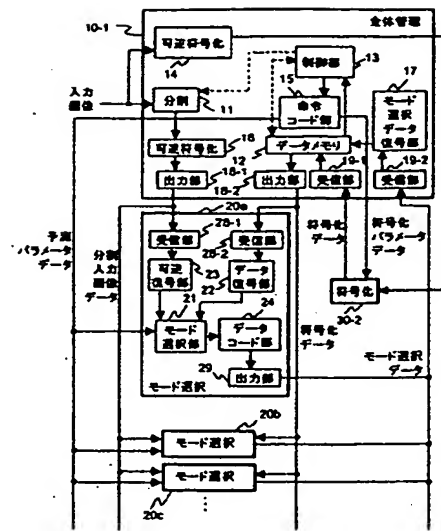 10-1
全体管理
可逆符号化
14
制御部
13
15
17
入力
画像
分割
11
命令
コード部
モード
選択
データ
信号部
可逆符号化
16
12
データメモリ
出力部
18-1
18-2
出力部
受信部
19-1
受信部
19-2
20a
予測
パラメータ
データ
分割
入力
画像
データ
受信部
28-1
受信部
28-2
可逆
信号部
23
データ
信号部
22
21
モード
選択部
24
データ
コード部
29
出力部
モード選択
符号化
データ
符号化
データ
符号化
パラメータ
データ
符号化
30-2
モード選択
データ
20b
モード選択
モード選択
20c